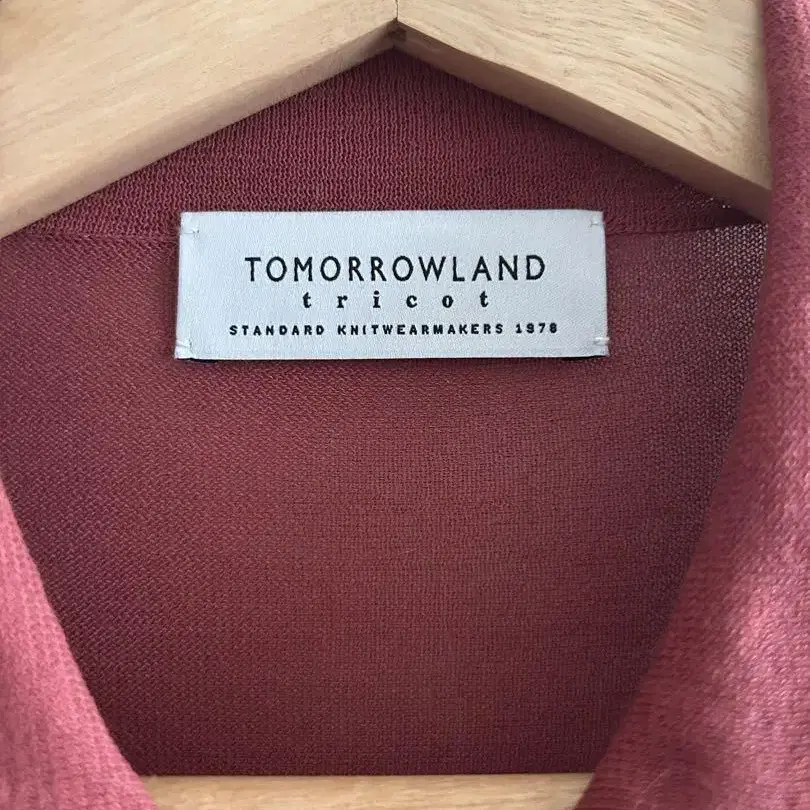 TOMORROWLAND
tricot
STANDARD KNITWEARMAKERS 1978